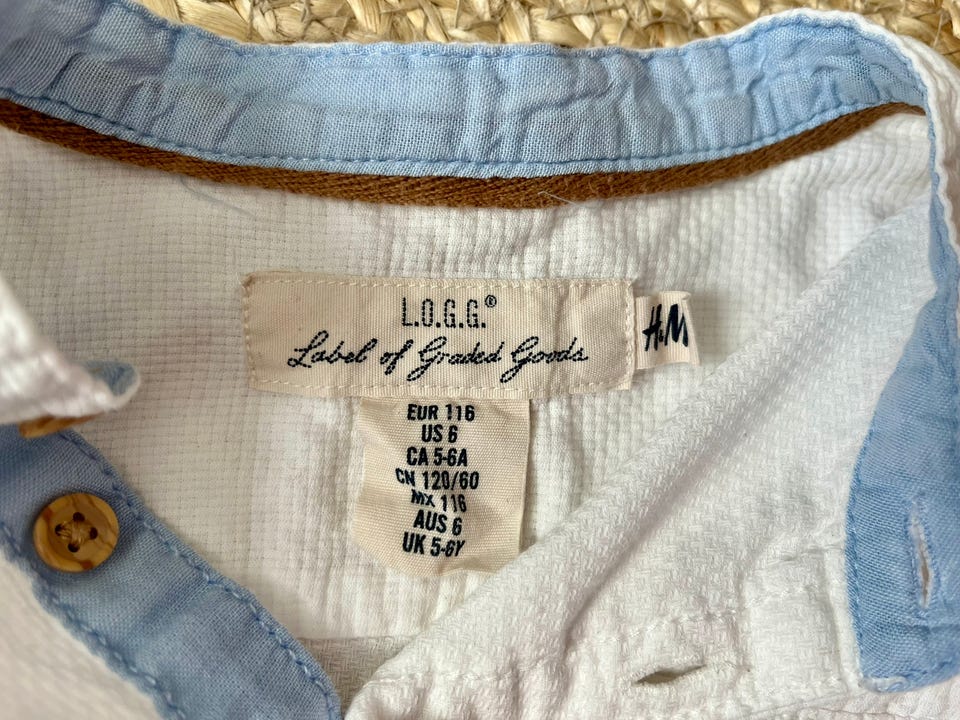 L.O.G.G.®
Label of Graded Goods
H&M
EUR 116
US 6
CA 5-6A
CN 120/60
MX 116
AUS 6
UK 5-6Y